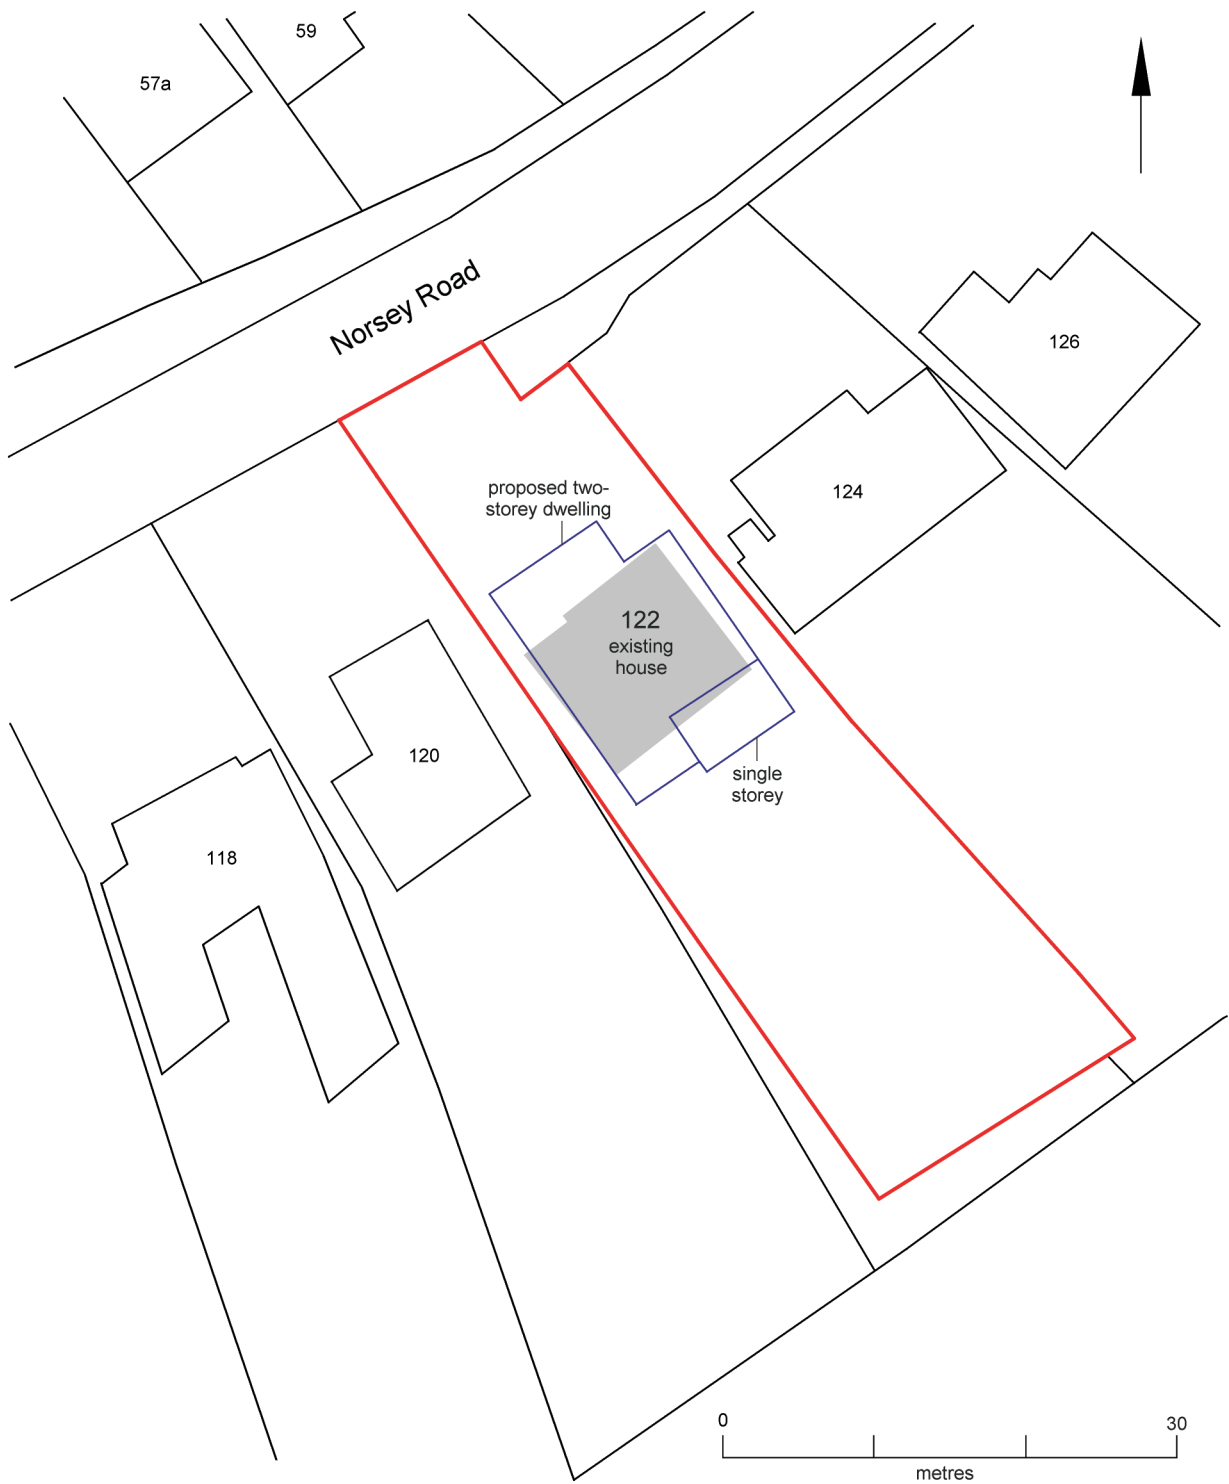 59
57a
Norsey Road
126
124
proposed two-
storey dwelling
122
existing
house
120
single
storey
118
0
30
metres